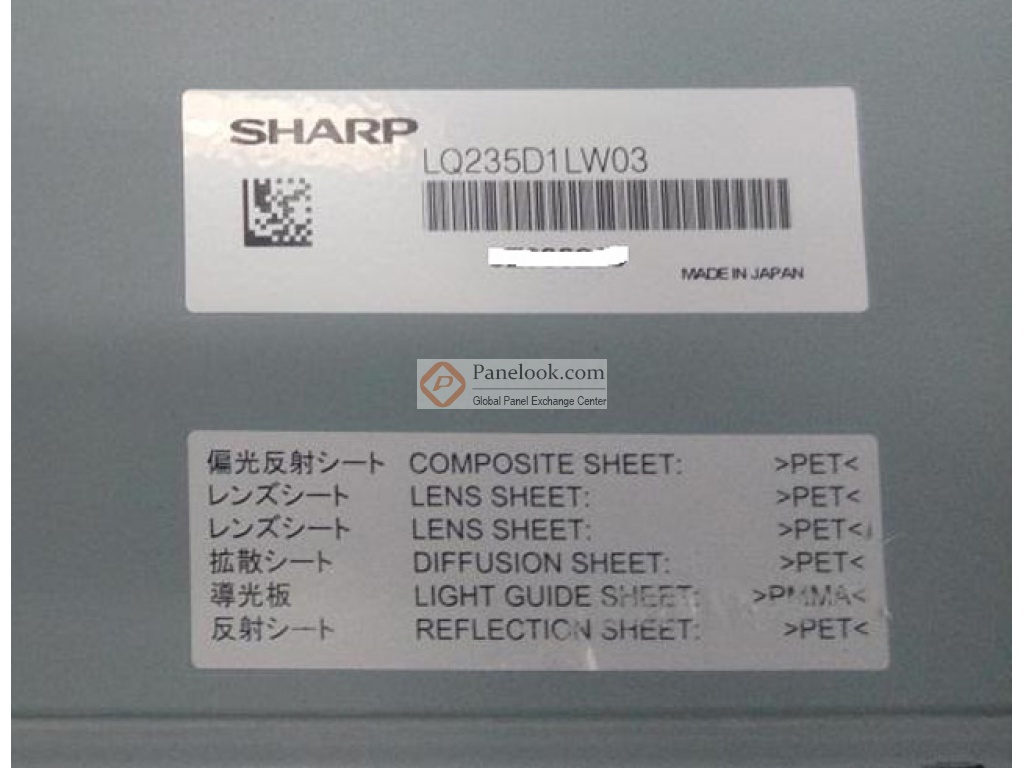 SHARP
LQ235D1LW03
MADE IN JAPAN
Panelook.com
Global Panel Exchange Center
偏光反射シート COMPOSITE SHEET: >PET<
レンズシート LENS SHEET: >PET<
レンズシート LENS SHEET: >PET<
拡散シート DIFFUSION SHEET: >PET<
導光板 LIGHT GUIDE SHEET: >PMMA<
反射シート REFLECTION SHEET: >PET<